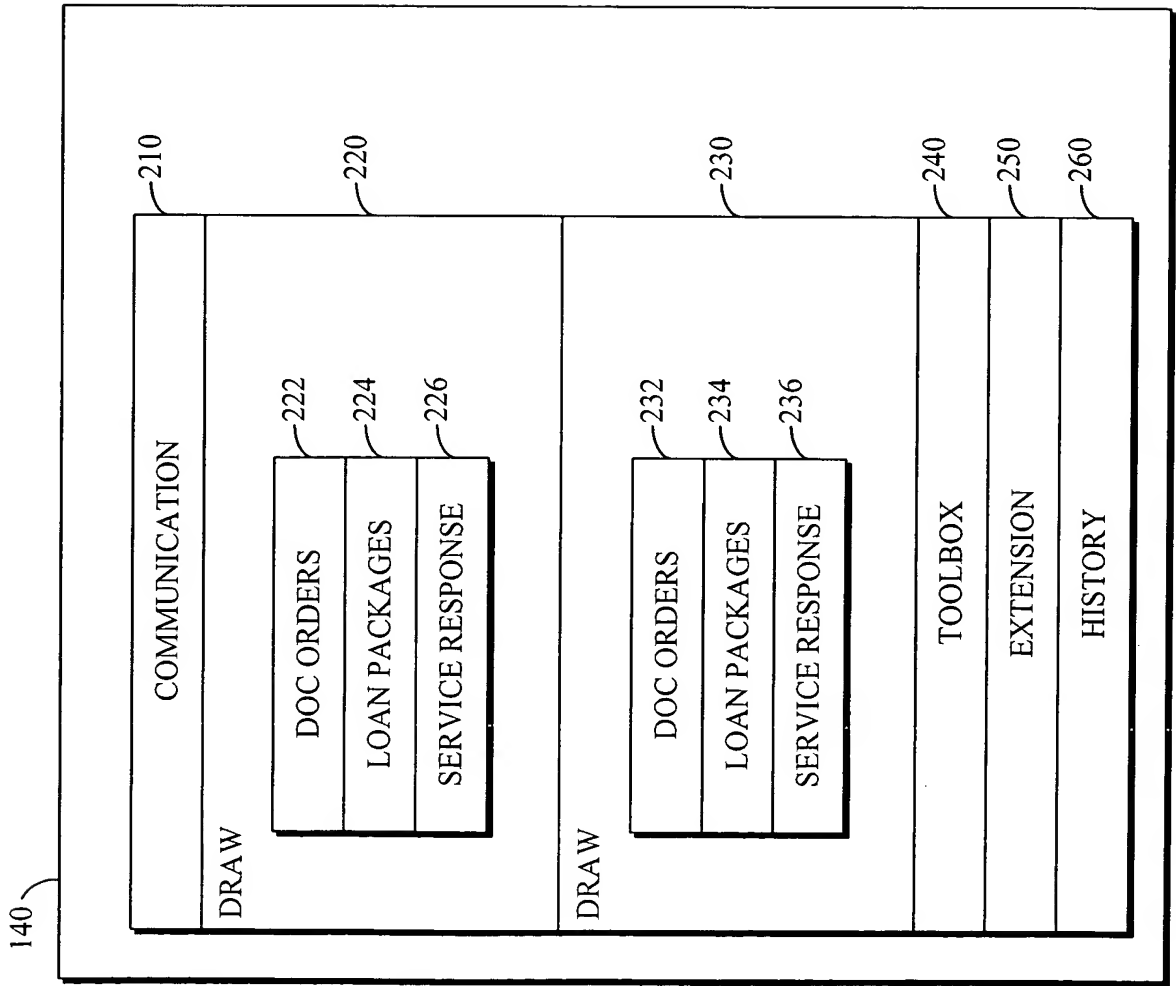 140
COMMUNICATION
210
DRAW
220
DOC ORDERS
222
LOAN PACKAGES
224
SERVICE RESPONSE
226
DRAW
230
DOC ORDERS
232
LOAN PACKAGES
234
SERVICE RESPONSE
236
TOOLBOX
240
EXTENSION
250
HISTORY
260